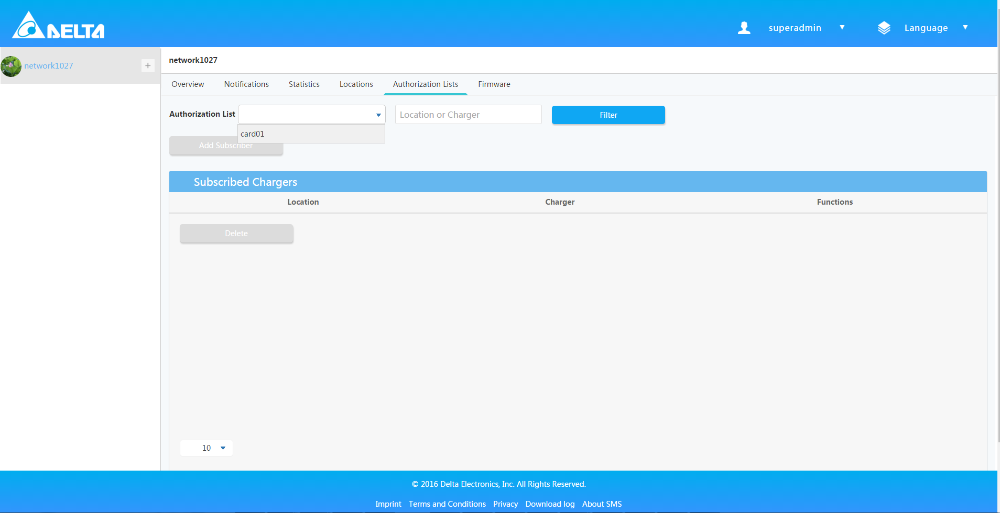 DELTA
superadmin
Language
network1027
+
network1027
Overview Notifications Statistics Locations Authorization Lists Firmware
Authorization List
Location or Charger
Filter
card01
Add Subscriber
Subscribed Chargers
Location Charger Functions
Delete
10
© 2016 Delta Electronics, Inc. All Rights Reserved.
Imprint Terms and Conditions Privacy Download log About SMS